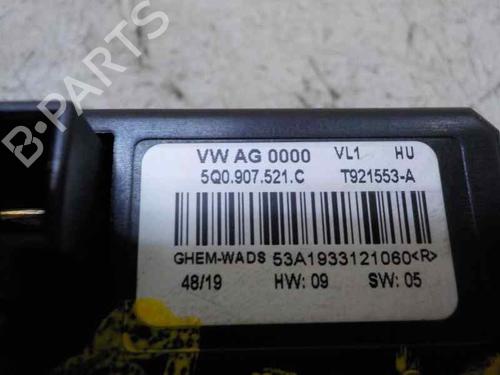 VW AG 0000 VL1 HU
5Q0.907.521.C T921553-A
GHEM-WADS 53A1933121060<R>
48/19 HW: 09 SW: 05
B-PARTS